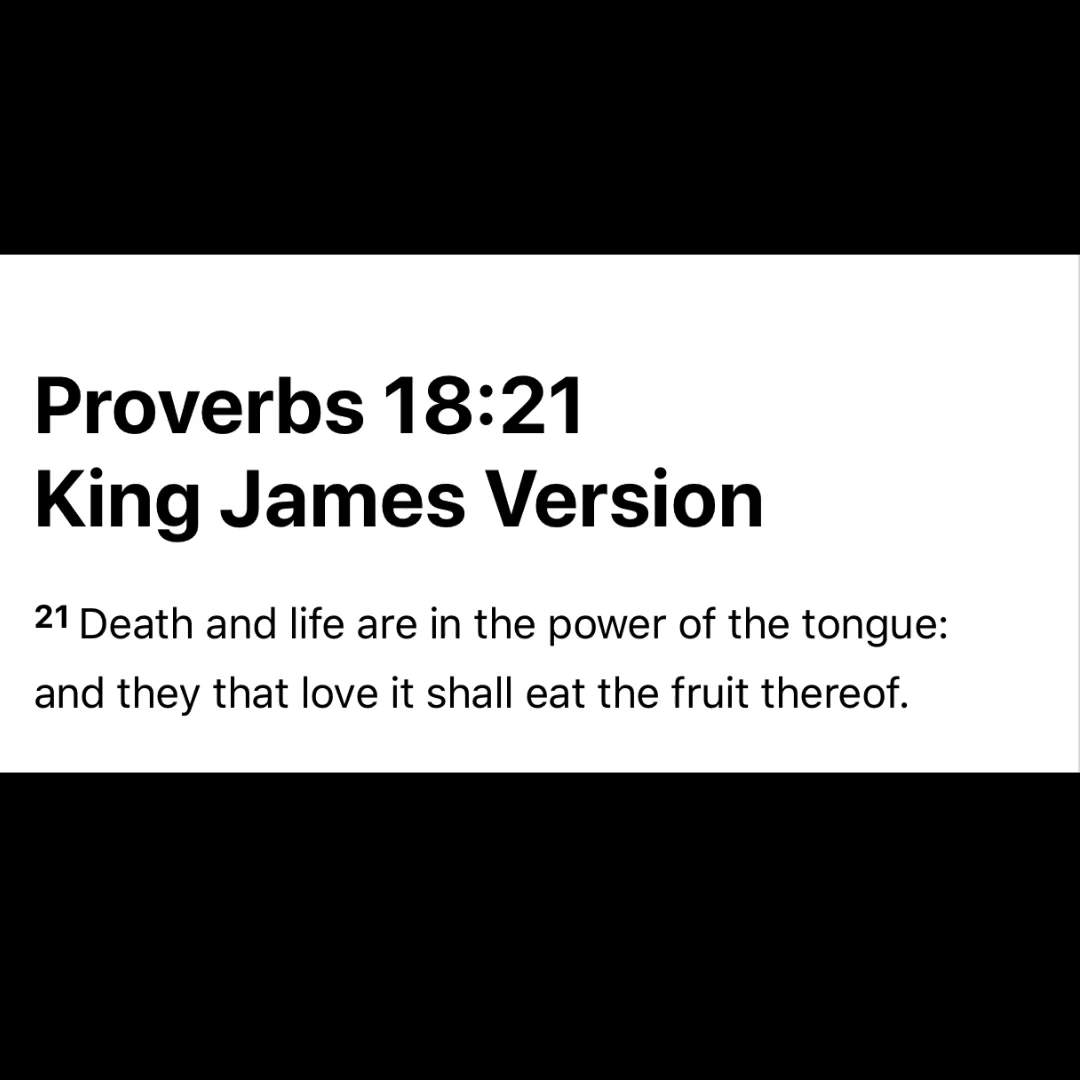 Proverbs 18:21
King James Version
21 Death and life are in the power of the tongue:
and they that love it shall eat the fruit thereof.